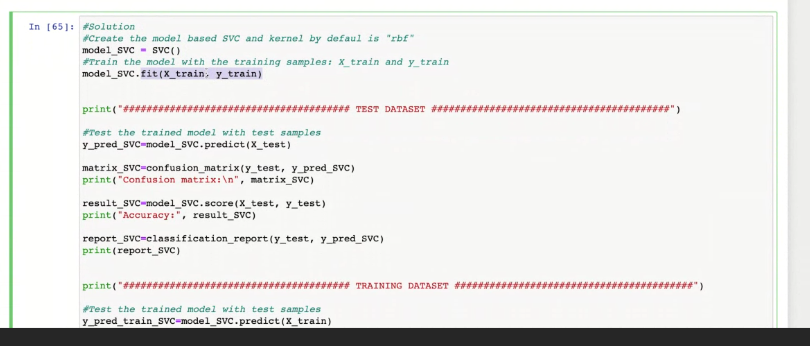 In [65]: #Solution
#Create the model based SVC and kernel by defaul is "rbf"
model_SVC = SVC()
#Train the model with the training samples: X_train and y_train
model_SVC.fit(X_train, y_train)
print("###################################### TEST DATASET ########################################")
#Test the trained model with test samples
y_pred_SVC=model_SVC.predict(X_test)
matrix_SVC=confusion_matrix(y_test, y_pred_SVC)
print("Confusion matrix:\n", matrix_SVC)
result_SVC=model_SVC.score(X_test, y_test)
print("Accuracy:", result_SVC)
report_SVC=classification_report(y_test, y_pred_SVC)
print(report_SVC)
print("###################################### TRAINING DATASET ########################################")
#Test the trained model with test samples
y_pred_train_SVC=model_SVC.predict(X_train)